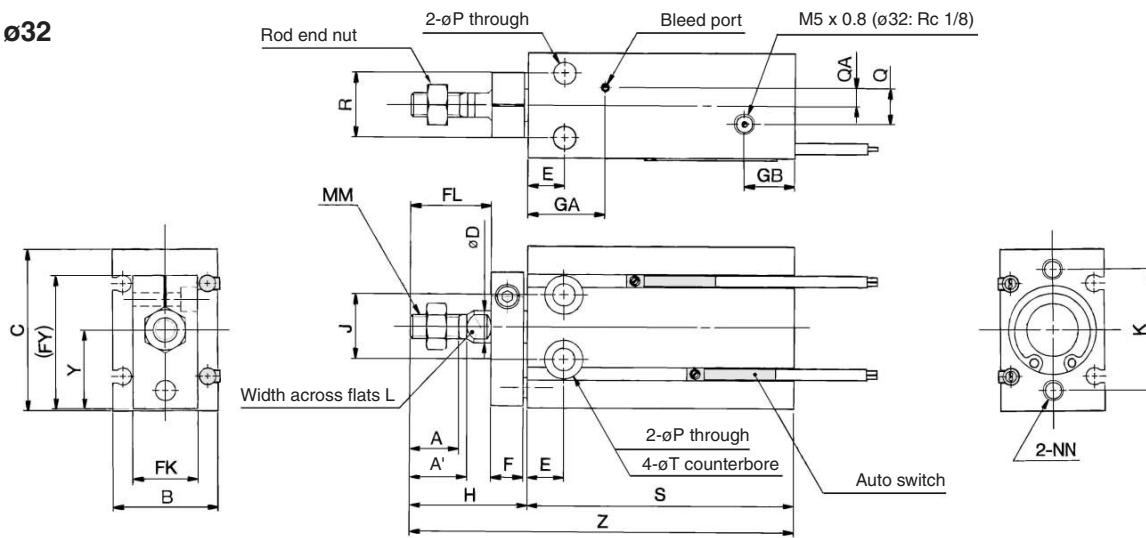 ø32
2-øP through
Bleed port
M5 x 0.8 (ø32: Rc 1/8)
Rod end nut
QA
Q
R
E
GB
GA
MM
FL
øD
C
(FY)
Y
J
K
Width across flats L
A
A'
F
E
2-øP through
4-øT counterbore
Auto switch
2-NN
FK
B
H
S
Z